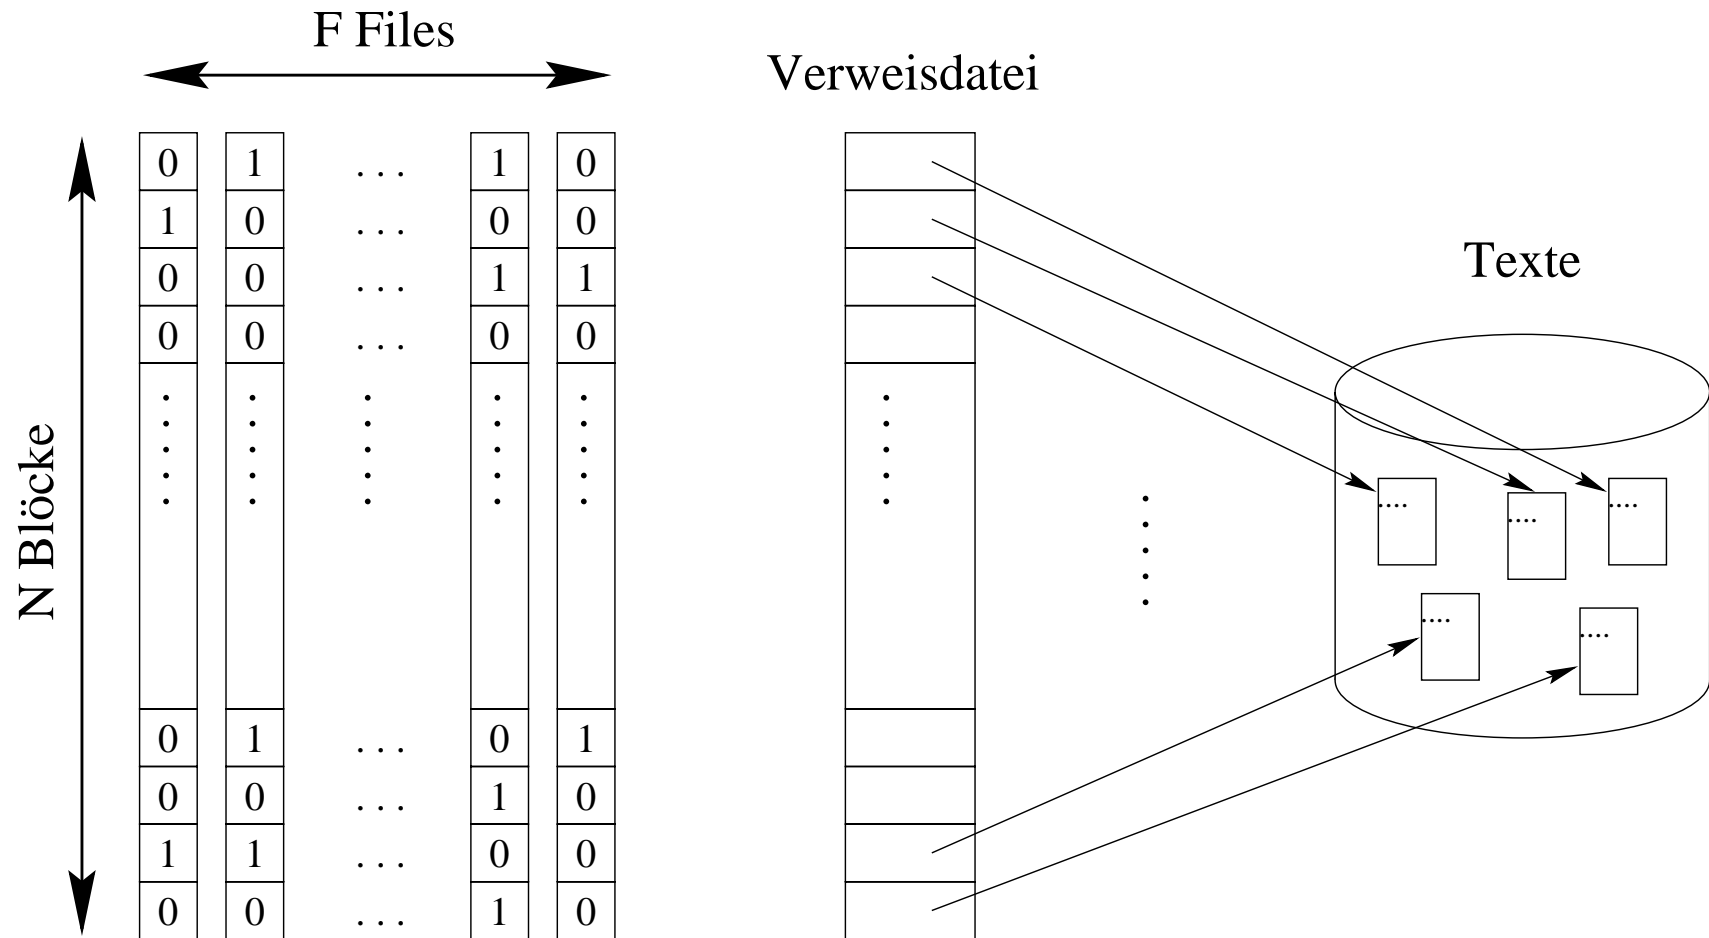 F Files
Verweisdatei
Texte
N Blöcke
0 1 . . . 1 0
1 0 . . . 0 0
0 0 . . . 1 1
0 0 . . . 0 0
0 1 . . . 0 1
0 0 . . . 1 0
1 1 . . . 0 0
0 0 . . . 1 0
....
....
....
....
....